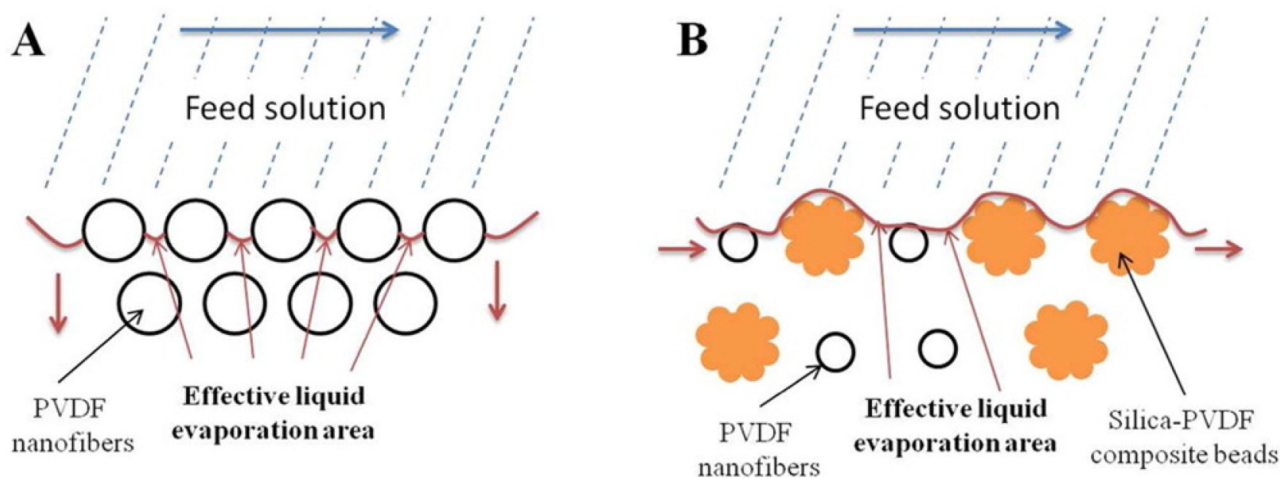 A
Feed solution
PVDF
nanofibers
Effective liquid
evaporation area
B
Feed solution
PVDF
nanofibers
Effective liquid
evaporation area
Silica-PVDF
composite beads